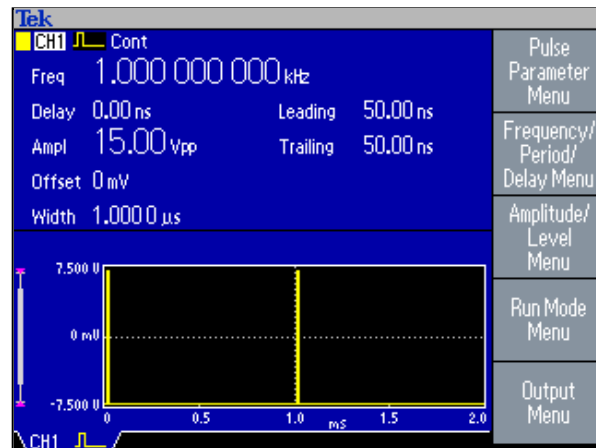 Tek
CH1 Cont
Freq 1.000 000 000 kHz
Delay 0.00 ns Leading 50.00 ns
Ampl 15.00 Vpp Trailing 50.00 ns
Offset 0 mV
Width 1.000 0 µs
Pulse
Parameter
Menu
Frequency/
Period/
Delay Menu
Amplitude/
Level
Menu
Run Mode
Menu
Output
Menu
7.500 V
0 mV
-7.500 V
0 0.5 1.0 ms 1.5 2.0
CH1